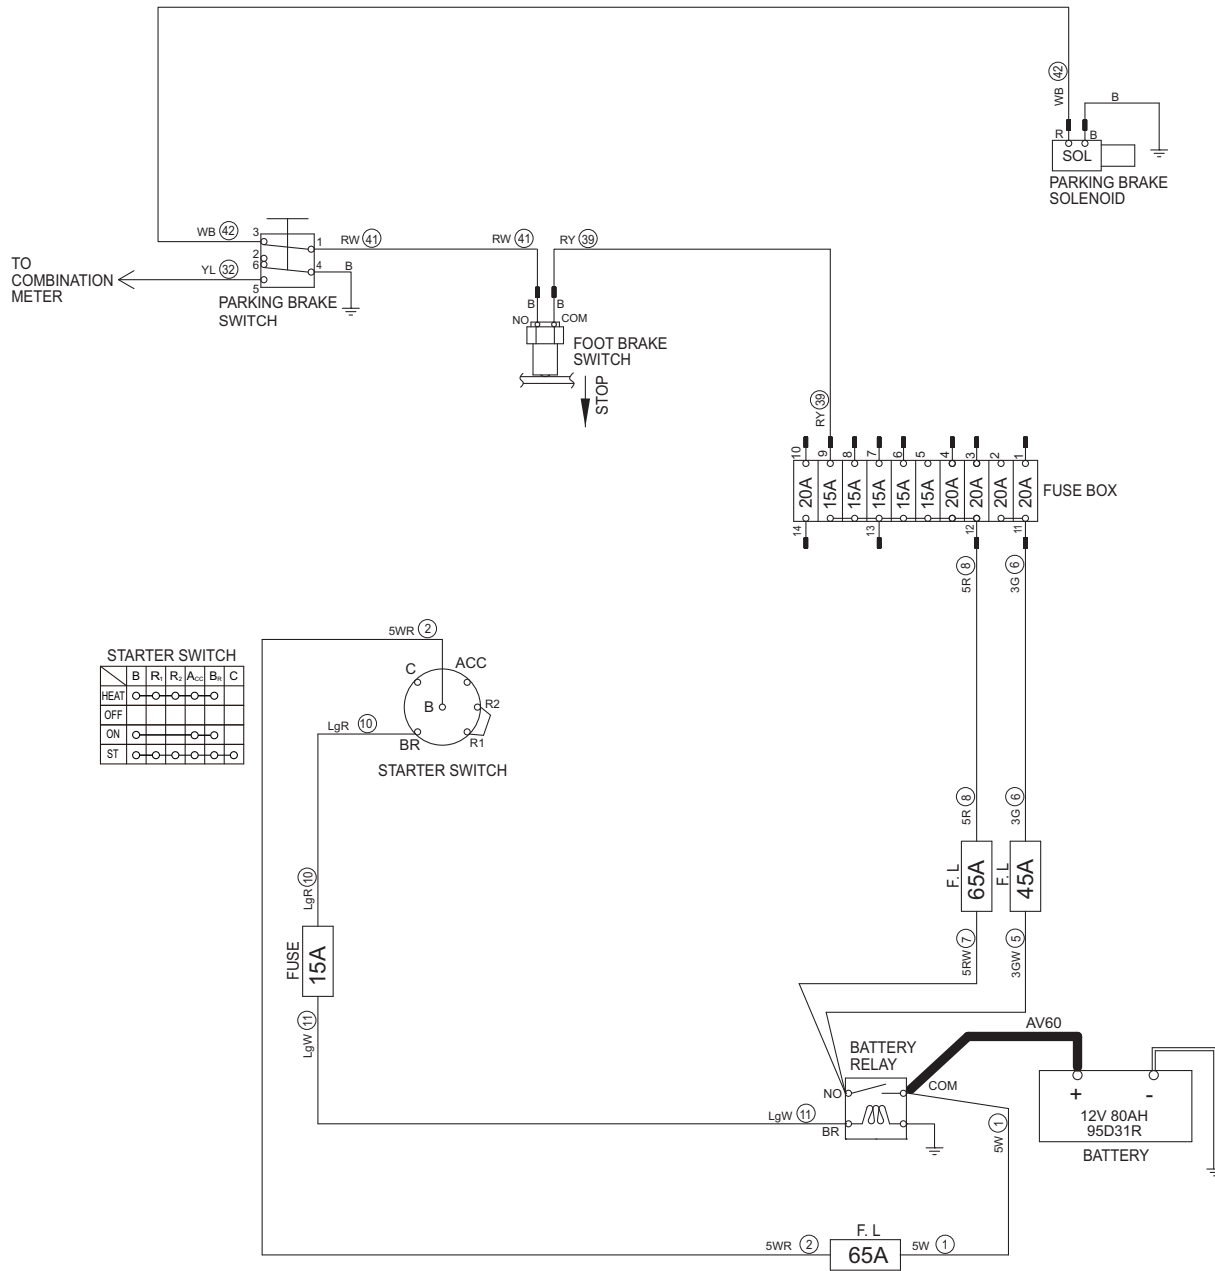 WB 42
R B
B
SOL
PARKING BRAKE
SOLENOID
WB 42
3
1
RW 41
RW 41
RY 39
TO
COMBINATION
METER
YL 32
2
6
4
B
5
PARKING BRAKE
SWITCH
B B
NO COM
FOOT BRAKE
SWITCH
STOP
RY 39
10 9 8 7 6 5 4 3 2 1
20A 15A 15A 15A 15A 15A 20A 20A 20A 20A
FUSE BOX
14 13 12 11
5R 8
3G 6
5WR 2
STARTER SWITCH
B R₁ R₂ Acc BR C
HEAT
OFF
ON
ST
C ACC
B R2
LgR 10
BR R1
STARTER SWITCH
5R 8
3G 6
F. L
65A
F. L
45A
LgR 10
FUSE
15A
5RW 7
3GW 5
LgW 11
AV60
BATTERY
RELAY
NO COM
+ -
12V 80AH
95D31R
BATTERY
LgW 11
BR
5W 1
F. L
5WR 2
65A
5W 1